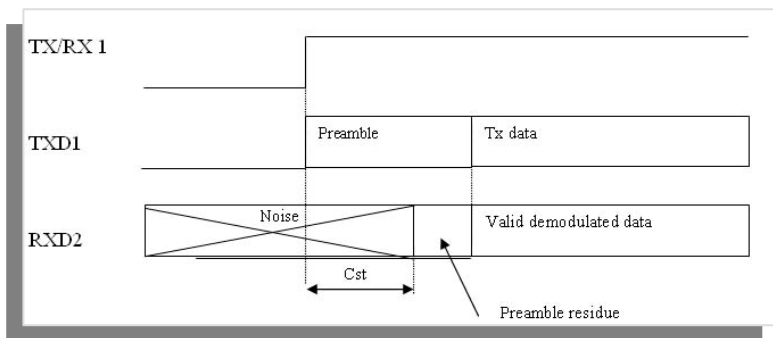 TX/RX 1
TXD1
Preamble
Tx data
RXD2
Noise
Valid demodulated data
Cst
Preamble residue